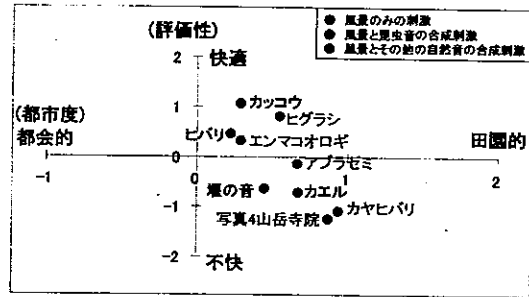 (評価性)
● 風景のみの刺激
● 風景と昆虫音の合成刺激
● 風景とその他の自然音の合成刺激
2 快適
1
カッコウ
ヒグラシ
(都市度)
都会的
ヒバリ
エンマコオロギ
田園的
-1
0
0
1
2
アブラゼミ
堰の音
カエル
-1
カヤヒバリ
写真4山岳寺院
-2 不快